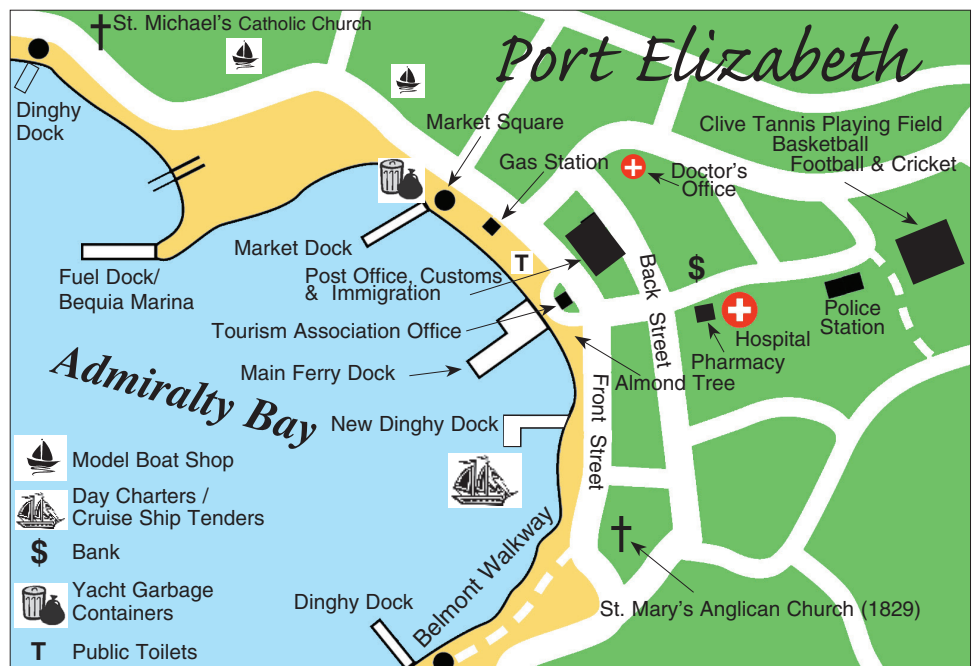 St. Michael's Catholic Church
Port Elizabeth
Dinghy
Dock
Market Square
Clive Tannis Playing Field
Basketball
Football & Cricket
Gas Station
Doctor's
Office
Market Dock
Fuel Dock/
Bequia Marina
T
Post Office, Customs
& Immigration
Back Street
$
Tourism Association Office
Police
Station
Hospital
Pharmacy
Main Ferry Dock
Almond Tree
Admiralty Bay
Front Street
New Dinghy Dock
Model Boat Shop
Day Charters /
Cruise Ship Tenders
$ Bank
Belmont Walkway
Yacht Garbage
Containers
Dinghy Dock
St. Mary's Anglican Church (1829)
T Public Toilets